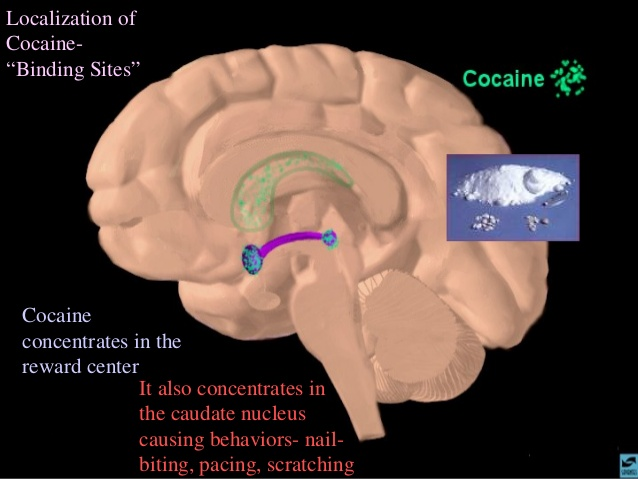 Localization of
Cocaine-
“Binding Sites”
Cocaine
Cocaine
concentrates in the
reward center
It also concentrates in
the caudate nucleus
causing behaviors- nail-
biting, pacing, scratching